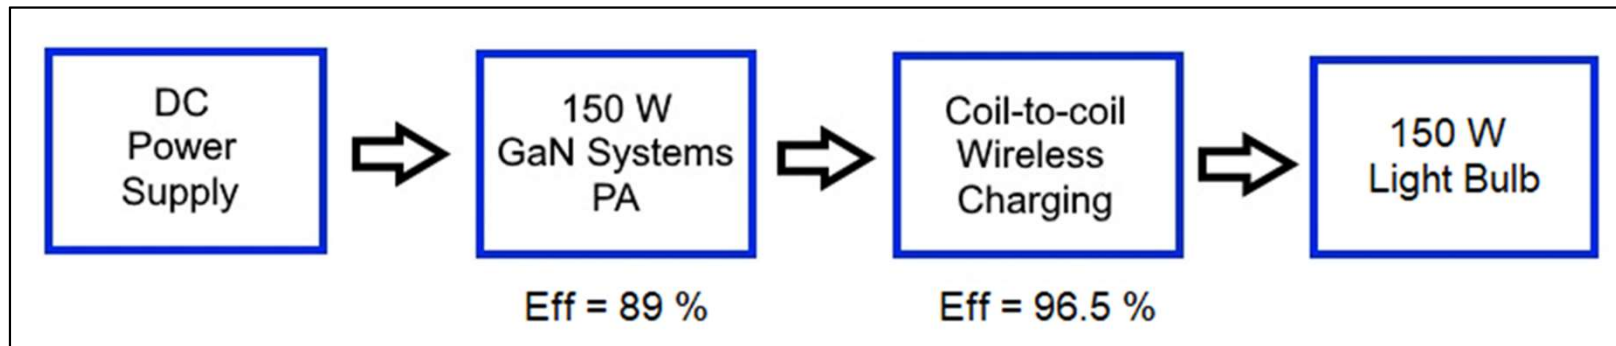 DC
Power
Supply
150 W
GaN Systems
PA
Eff = 89 %
Coil-to-coil
Wireless
Charging
Eff = 96.5 %
150 W
Light Bulb